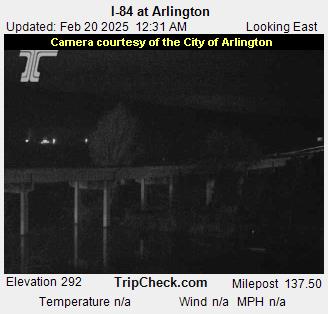 I-84 at Arlington
Updated: Feb 20 2025 12:31 AM Looking East
Camera courtesy of the City of Arlington
Elevation 292 TripCheck.com Milepost 137.50
Temperature n/a Wind n/a MPH n/a